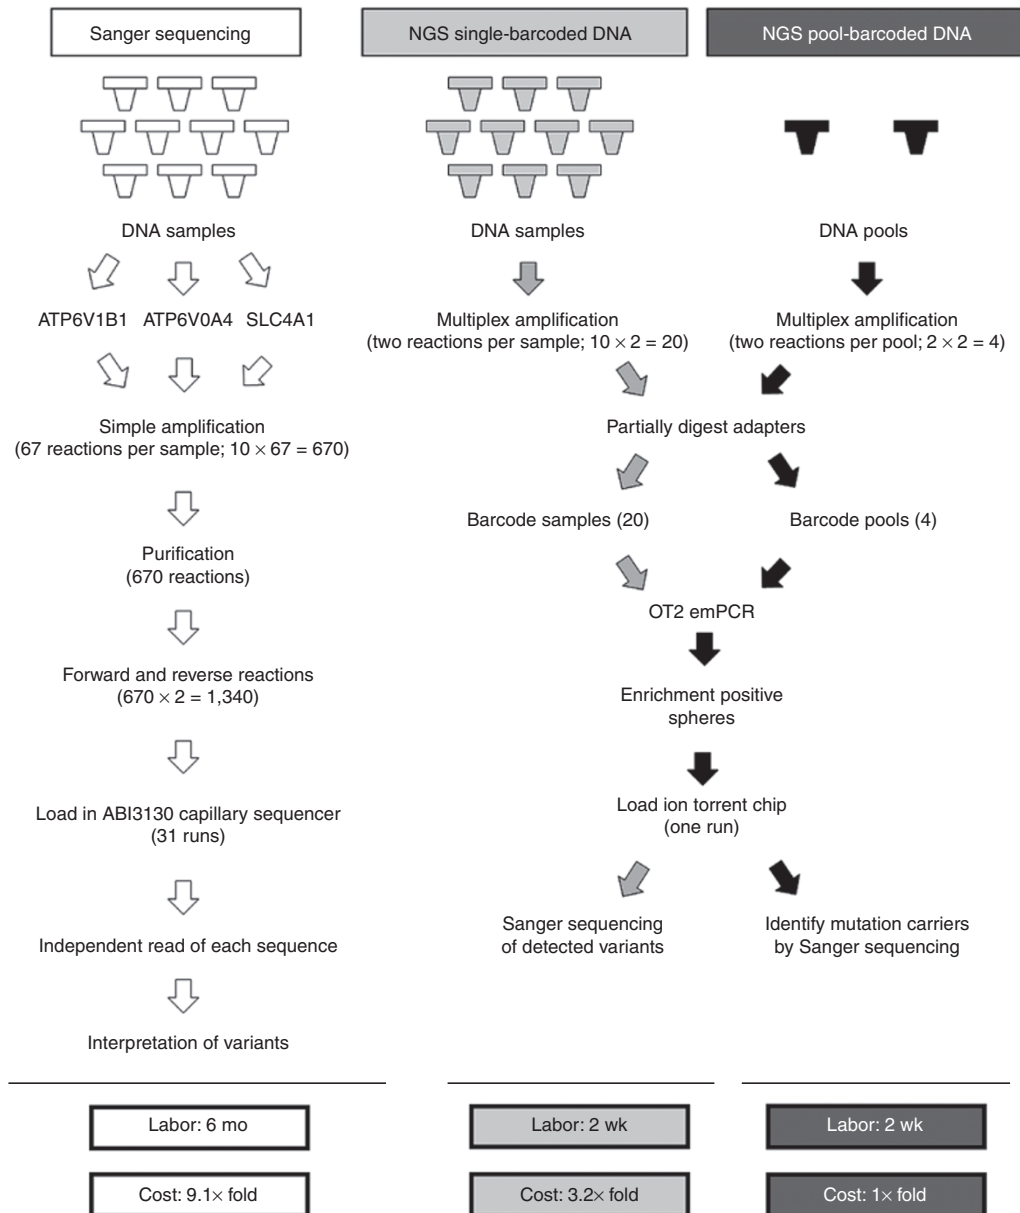 Sanger sequencing
NGS single-barcoded DNA
NGS pool-barcoded DNA
DNA samples
DNA samples
DNA pools
ATP6V1B1
ATP6V0A4
SLC4A1
Multiplex amplification
(two reactions per sample; 10 × 2 = 20)
Multiplex amplification
(two reactions per pool; 2 × 2 = 4)
Simple amplification
(67 reactions per sample; 10 × 67 = 670)
Partially digest adapters
Barcode samples (20)
Barcode pools (4)
Purification
(670 reactions)
OT2 emPCR
Forward and reverse reactions
(670 × 2 = 1,340)
Enrichment positive
spheres
Load in ABI3130 capillary sequencer
(31 runs)
Load ion torrent chip
(one run)
Independent read of each sequence
Sanger sequencing
of detected variants
Identify mutation carriers
by Sanger sequencing
Interpretation of variants
Labor: 6 mo
Labor: 2 wk
Labor: 2 wk
Cost: 9.1× fold
Cost: 3.2× fold
Cost: 1× fold